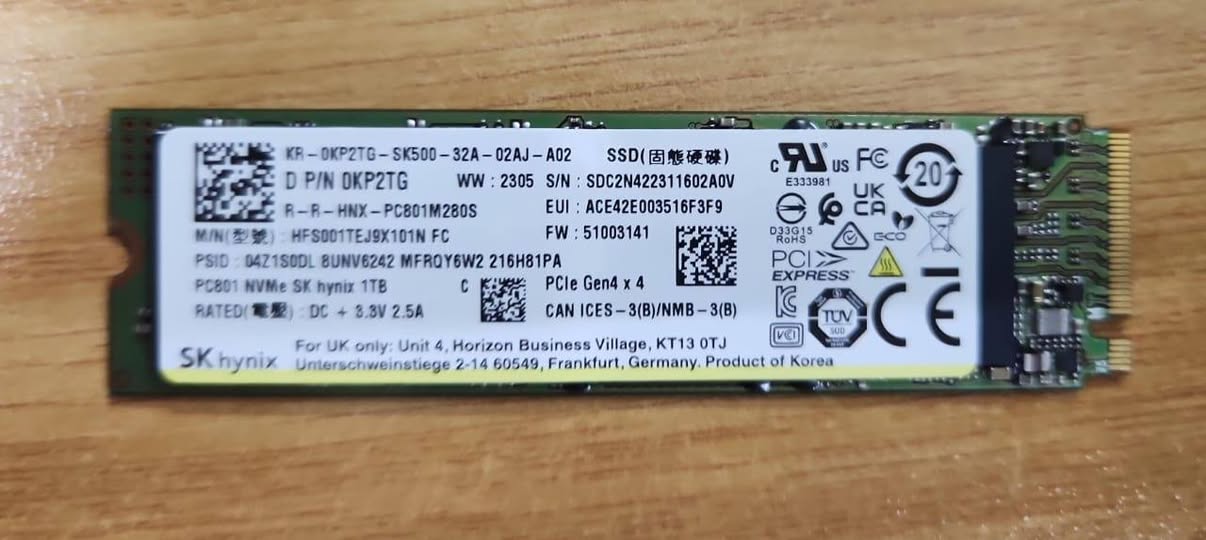 KR-0KP2TG-SK500-32A-02AJ-A02 SSD(固態硬碟)
D P/N 0KP2TG WW : 2305 S/N : SDC2N422311602A0V
R-R-HNX-PC801M280S EUI : ACE42E003516F3F9
M/N(型號) : HFS001TEJ9X101N FC FW : 51003141
PSID : 04Z1S0DL 8UNV6242 MFRQY6W2 216H81PA
PC801 NVMe SK hynix 1TB C PCIe Gen4 x 4
RATED(電壓) : DC + 3.3V 2.5A CAN ICES-3(B)/NMB-3(B)
For UK only: Unit 4, Horizon Business Village, KT13 0TJ
SK hynix Unterschweinstiege 2-14 60549, Frankfurt, Germany. Product of Korea
C RU US FC 20
E333981
UK
CA
D33G15
RoHS
ECO
PCI
EXPRESS
TÜV
SÜD
CE
VCI